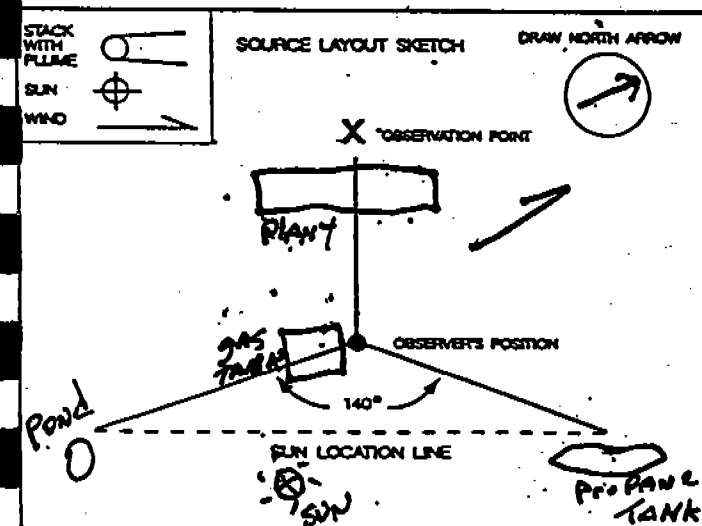 STACK
WITH
PLUME
SUN
WIND
SOURCE LAYOUT SKETCH
DRAW NORTH ARROW
X "OBSERVATION POINT
PLANT
GAS
OBSERVER'S POSITION
140°
POND
SUN LOCATION LINE
SUN
ProPANE
TANK